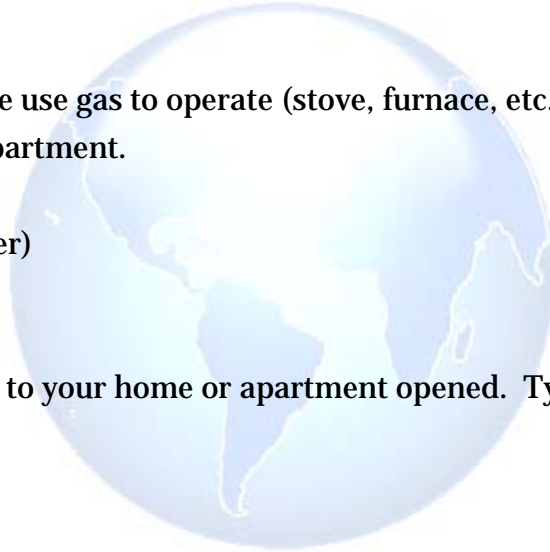 e use gas to operate (stove, furnace, etc.
partment.
er)
to your home or apartment opened. Ty